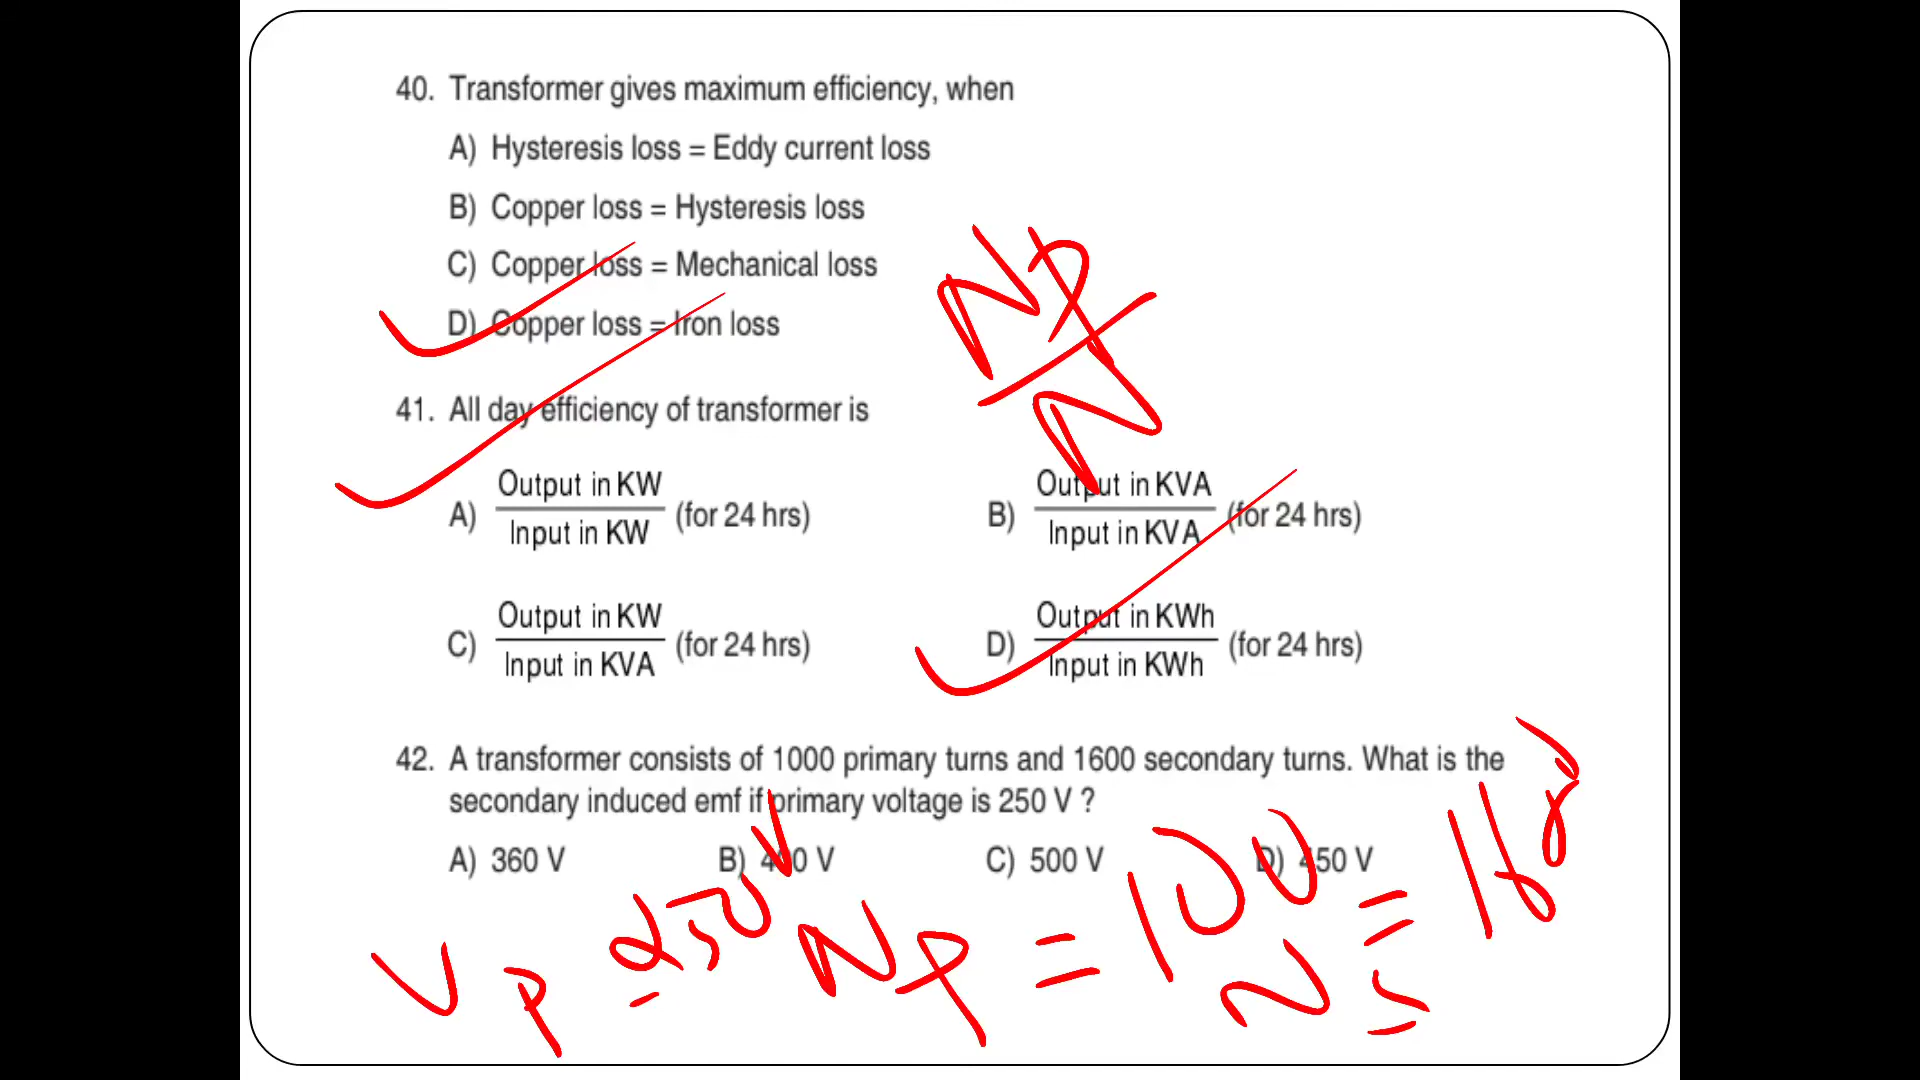 40. Transformer gives maximum efficiency, when
A) Hysteresis loss = Eddy current loss
B) Copper loss = Hysteresis loss
C) Copper loss = Mechanical loss
D) Copper loss = Iron loss
Np
N
41. All day efficiency of transformer is
A) Output in KW / Input in KW (for 24 hrs)
B) Output in KVA / Input in KVA (for 24 hrs)
C) Output in KW / Input in KVA (for 24 hrs)
D) Output in KWh / Input in KWh (for 24 hrs)
42. A transformer consists of 1000 primary turns and 1600 secondary turns. What is the
secondary induced emf if primary voltage is 250 V ?
A) 360 V B) 400 V C) 500 V D) 450 V
Vp = 250V Np = 100 Ns =